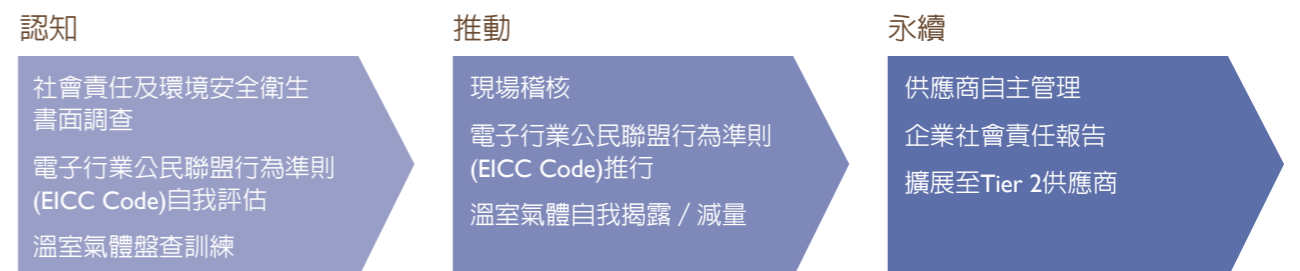 認知
社會責任及環境安全衛生
書面調查
電子行業公民聯盟行為準則
(EICC Code)自我評估
溫室氣體盤查訓練
推動
現場稽核
電子行業公民聯盟行為準則
(EICC Code)推行
溫室氣體自我揭露／減量
永續
供應商自主管理
企業社會責任報告
擴展至Tier 2供應商